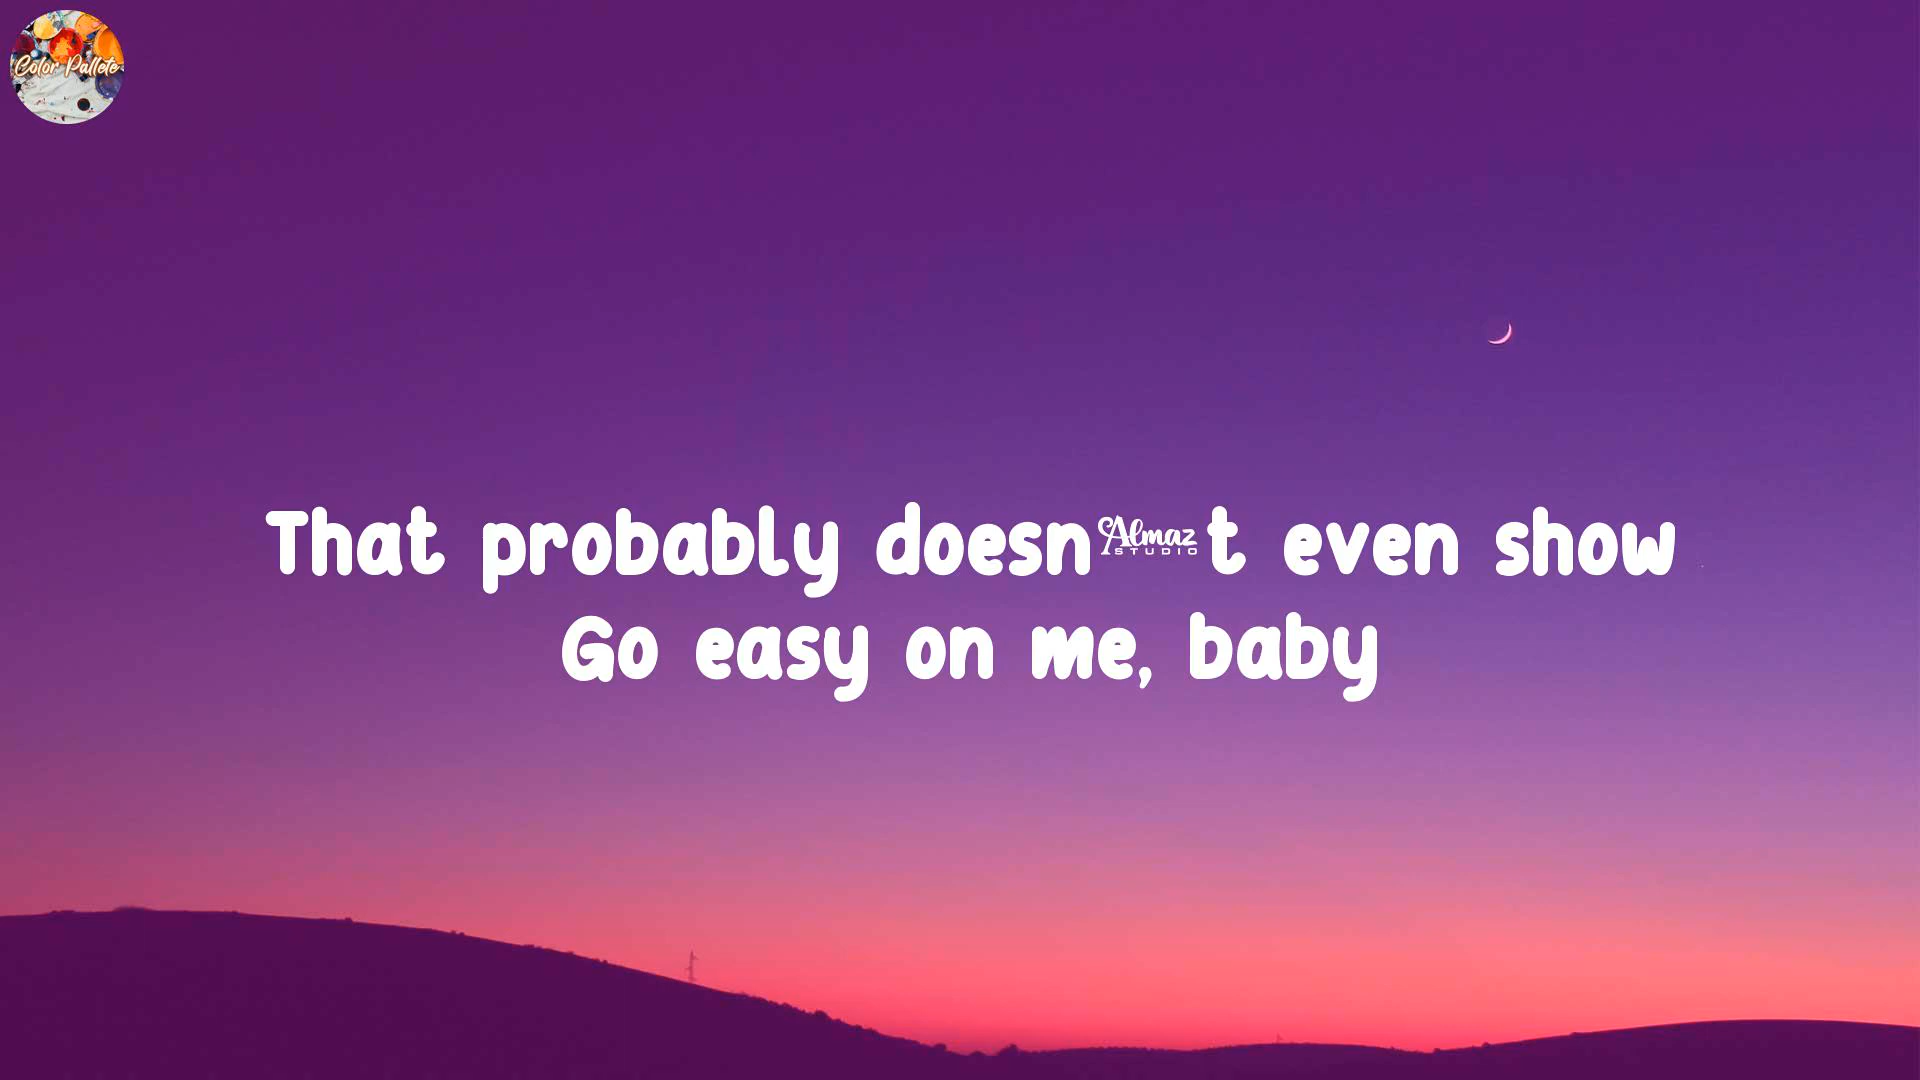 Color Pallete
That probably doesn Almaz STUDIO t even show
Go easy on me, baby